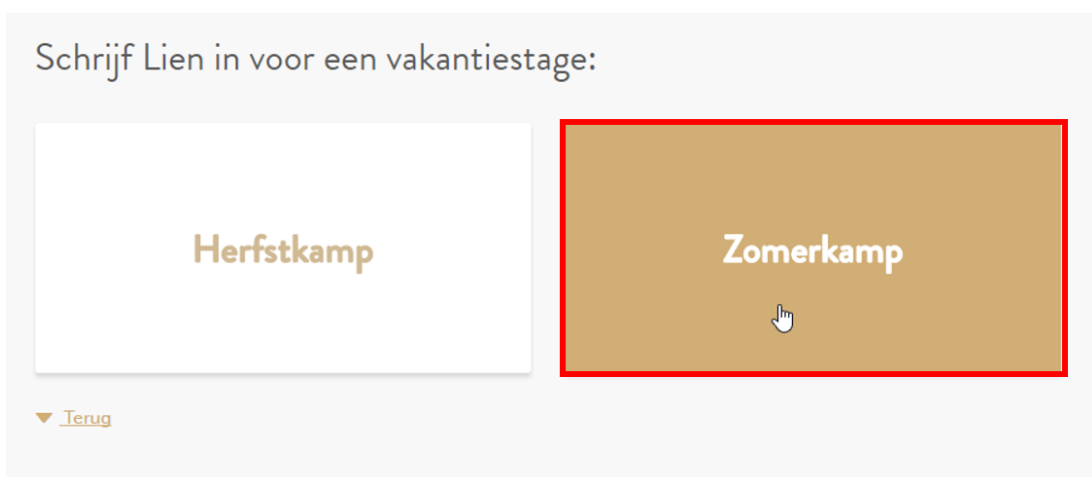 Schrijf Lien in voor een vakantiestage:
Herfstkamp
Zomerkamp
Terug